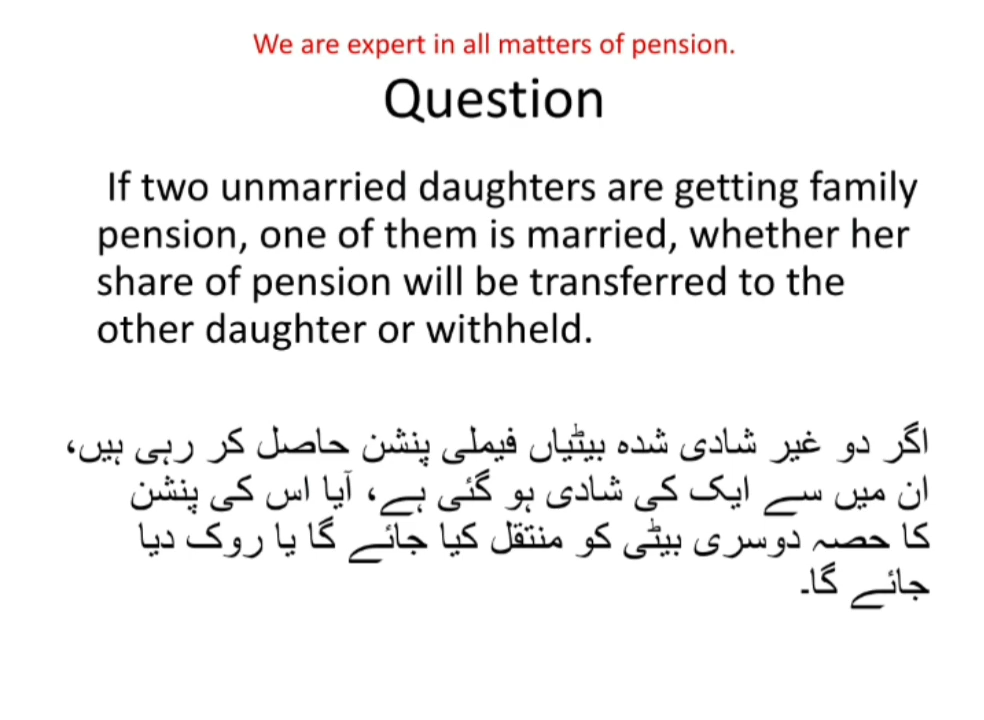 We are expert in all matters of pension.
Question
If two unmarried daughters are getting family
pension, one of them is married, whether her
share of pension will be transferred to the
other daughter or withheld.
اگر دو غیر شادی شدہ بیٹیاں فیملی پنشن حاصل کر رہی ہیں،
ان میں سے ایک کی شادی ہو گئی ہے، آیا اس کی پنشن
کا حصہ دوسری بیٹی کو منتقل کیا جائے گا یا روک دیا
جائے گا۔